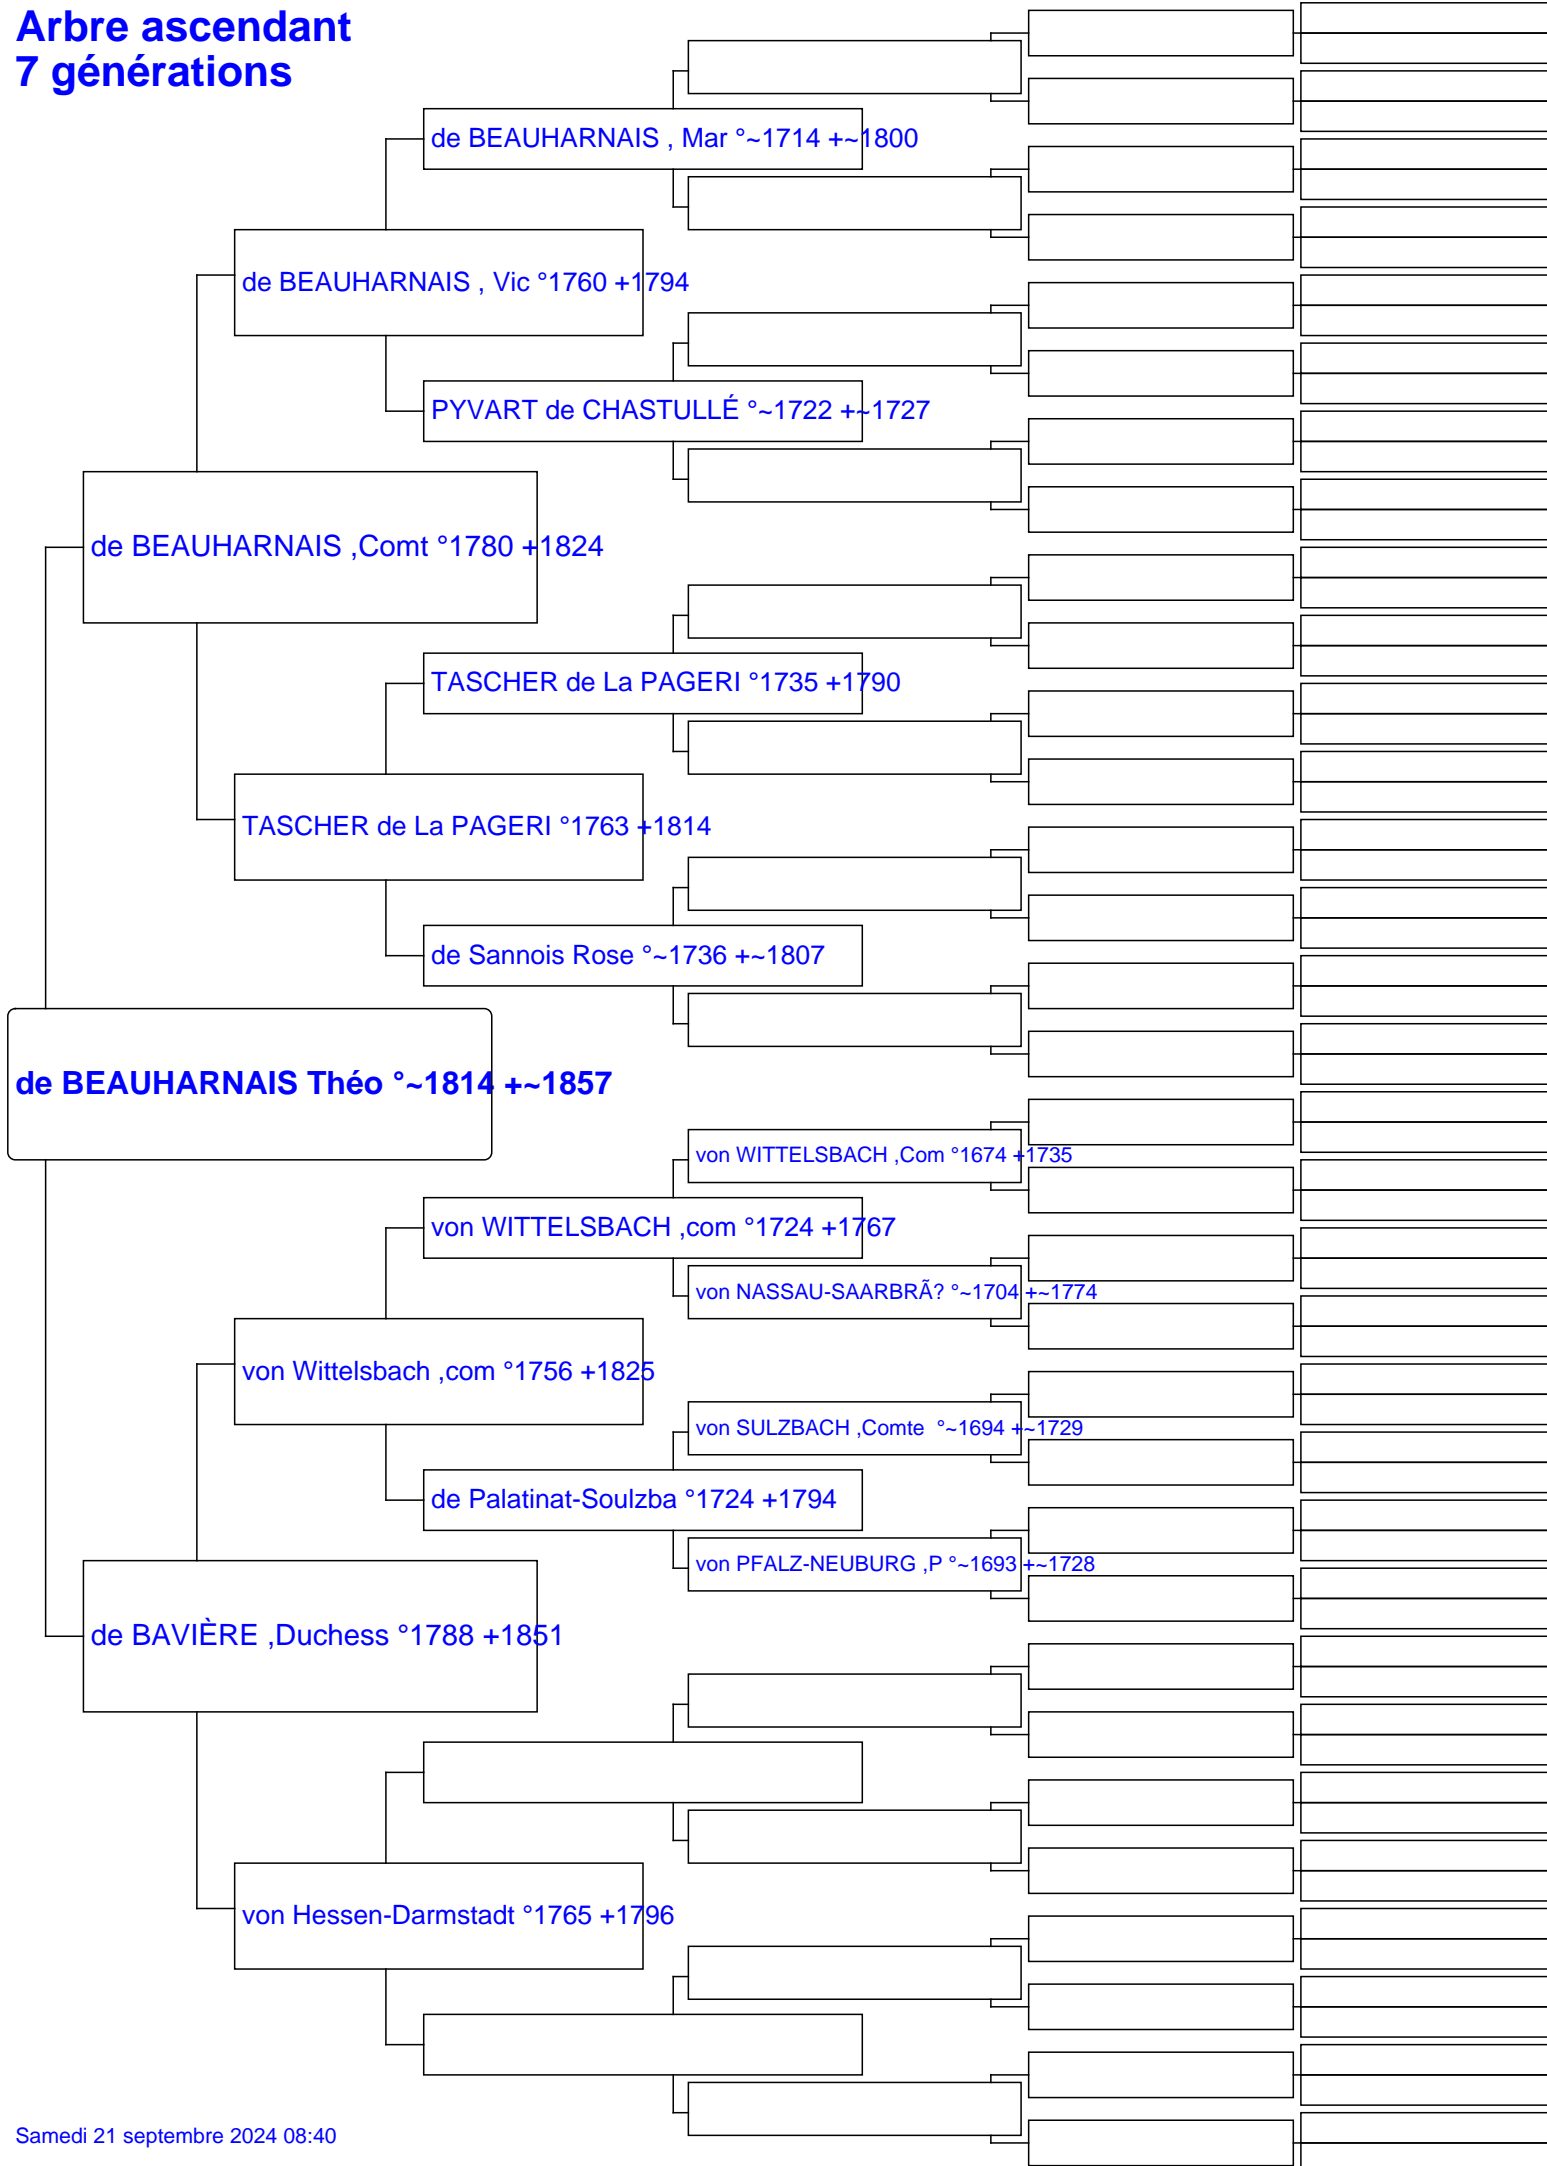 Arbre ascendant
7 générations
de BEAUHARNAIS , Mar °~1714 +~1800
de BEAUHARNAIS , Vic °1760 +1794
PYVART de CHASTULLÉ °~1722 +~1727
de BEAUHARNAIS ,Comt °1780 +1824
TASCHER de La PAGERI °1735 +1790
TASCHER de La PAGERI °1763 +1814
de Sannois Rose °~1736 +~1807
de BEAUHARNAIS Théo °~1814 +~1857
von WITTELSBACH ,Com °1674 +1735
von WITTELSBACH ,com °1724 +1767
von NASSAU-SAARBRÃ? °~1704 +~1774
von Wittelsbach ,com °1756 +1825
von SULZBACH ,Comte  °~1694 +~1729
de Palatinat-Soulzba °1724 +1794
von PFALZ-NEUBURG ,P °~1693 +~1728
de BAVIÈRE ,Duchess °1788 +1851
von Hessen-Darmstadt °1765 +1796
Samedi 21 septembre 2024 08:40